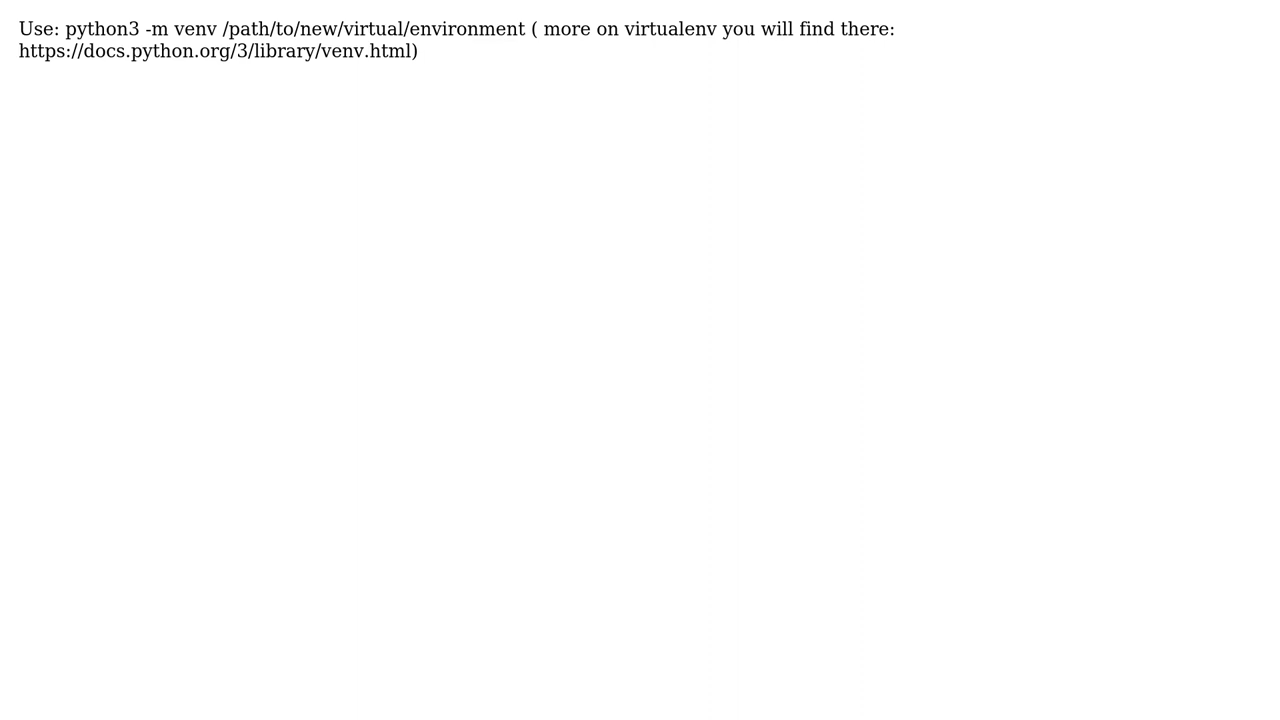 Use: python3 -m venv /path/to/new/virtual/environment ( more on virtualenv you will find there:
https://docs.python.org/3/library/venv.html)